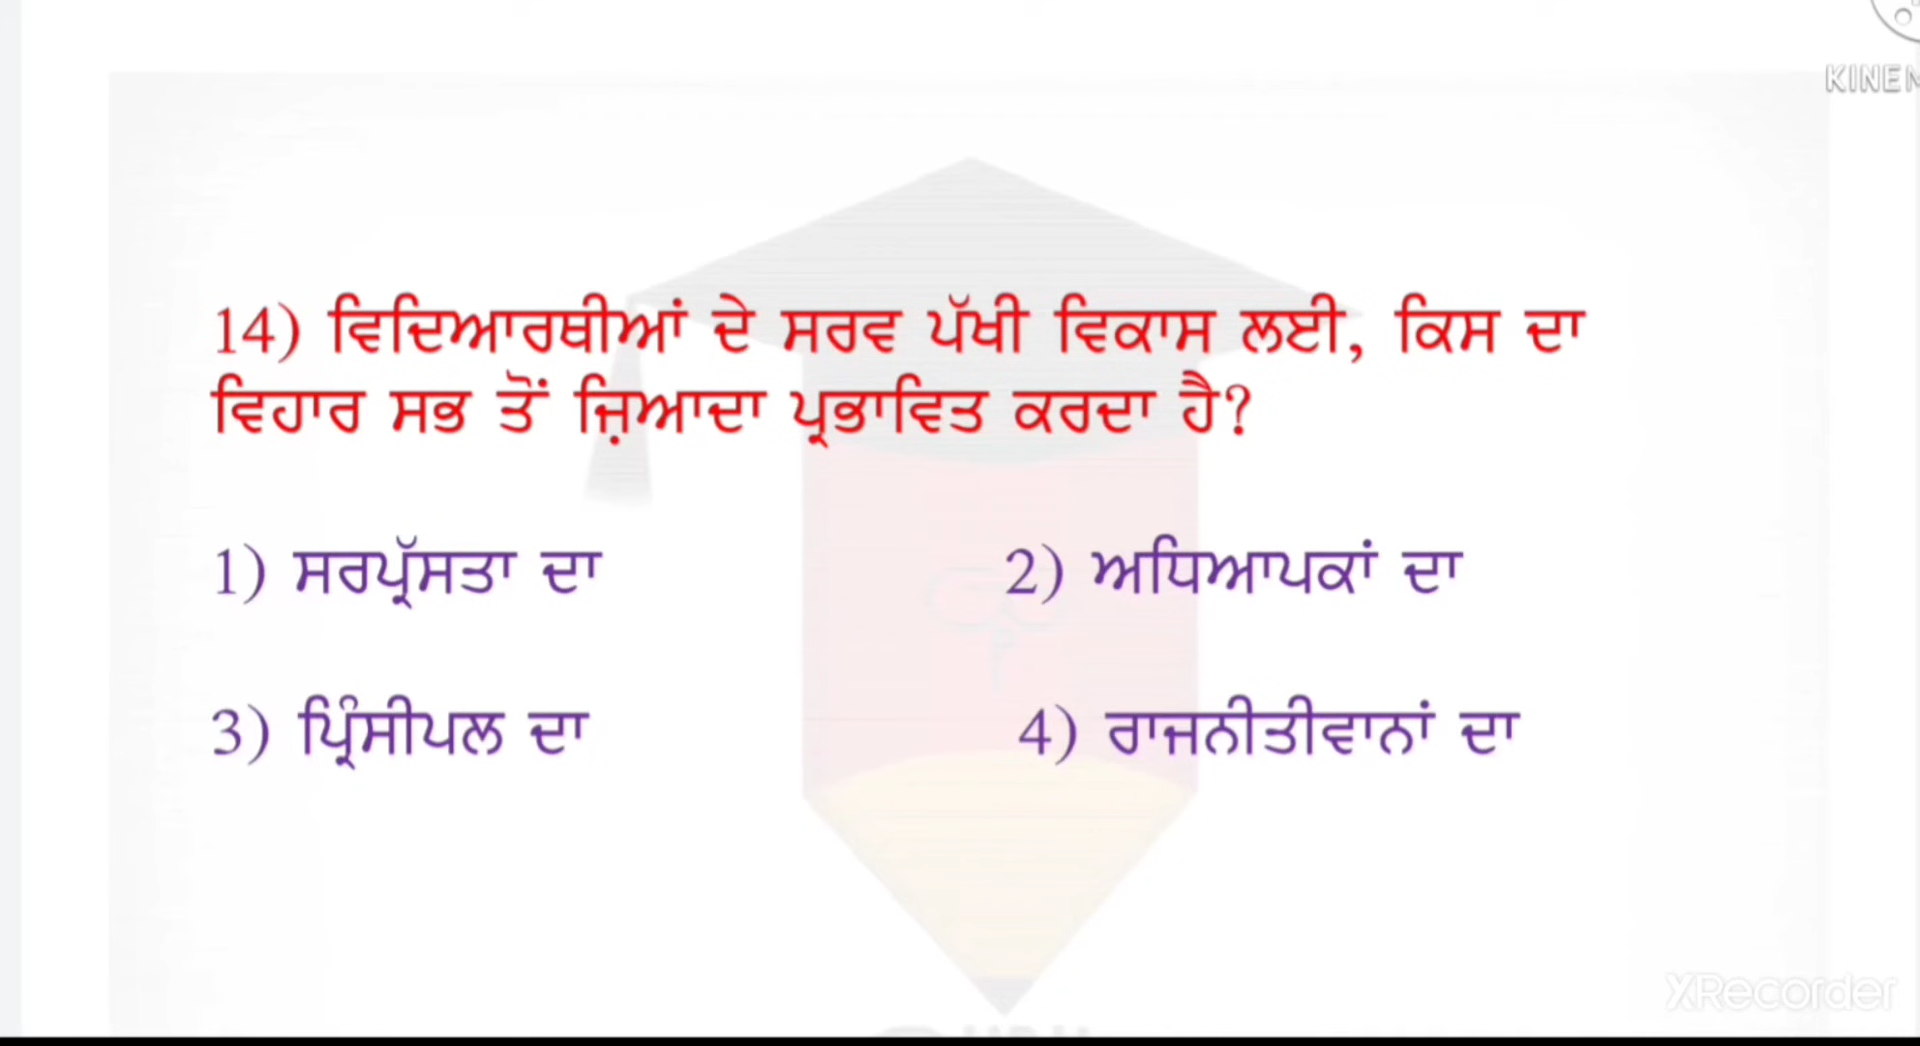 KINEM
14) ਵਿਦਿਆਰਥੀਆਂ ਦੇ ਸਰਵ ਪੱਖੀ ਵਿਕਾਸ ਲਈ, ਕਿਸ ਦਾ
ਵਿਹਾਰ ਸਭ ਤੋਂ ਜ਼ਿਆਦਾ ਪ੍ਰਭਾਵਿਤ ਕਰਦਾ ਹੈ?
1) ਸਰਪ੍ਰੱਸਤਾ ਦਾ 2) ਅਧਿਆਪਕਾਂ ਦਾ
3) ਪ੍ਰਿੰਸੀਪਲ ਦਾ 4) ਰਾਜਨੀਤੀਵਾਨਾਂ ਦਾ
XRecorder